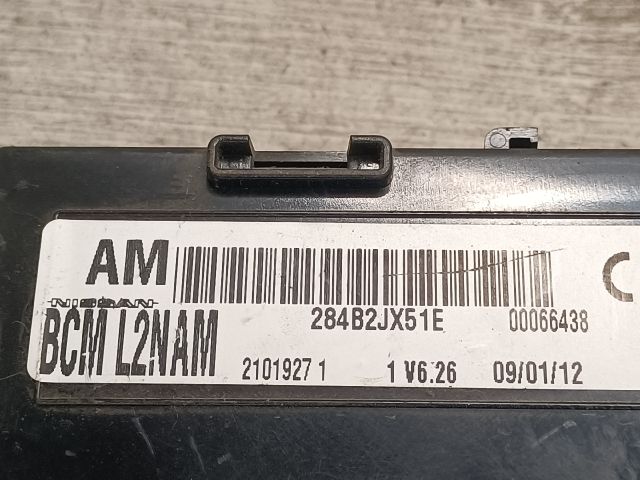 AM
NISSAN 284B2JX51E 00066438
BCM L2NAM
2101927 1 1 V6.26 09/01/12
C